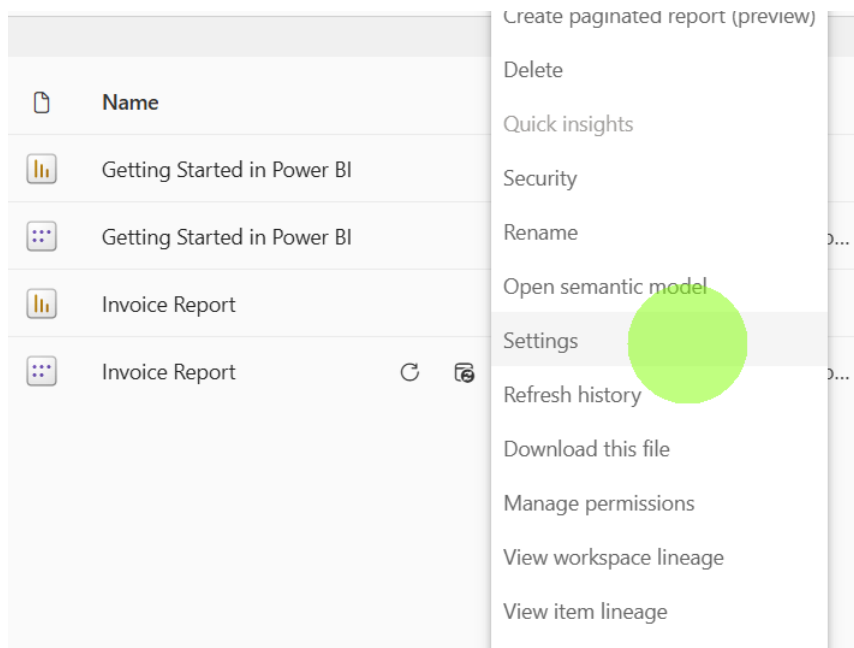 Create paginated report (preview)
Delete
Name
Quick insights
Getting Started in Power BI
Security
Getting Started in Power BI
Rename
o...
Open semantic model
Invoice Report
Settings
Invoice Report
o...
Refresh history
Download this file
Manage permissions
View workspace lineage
View item lineage